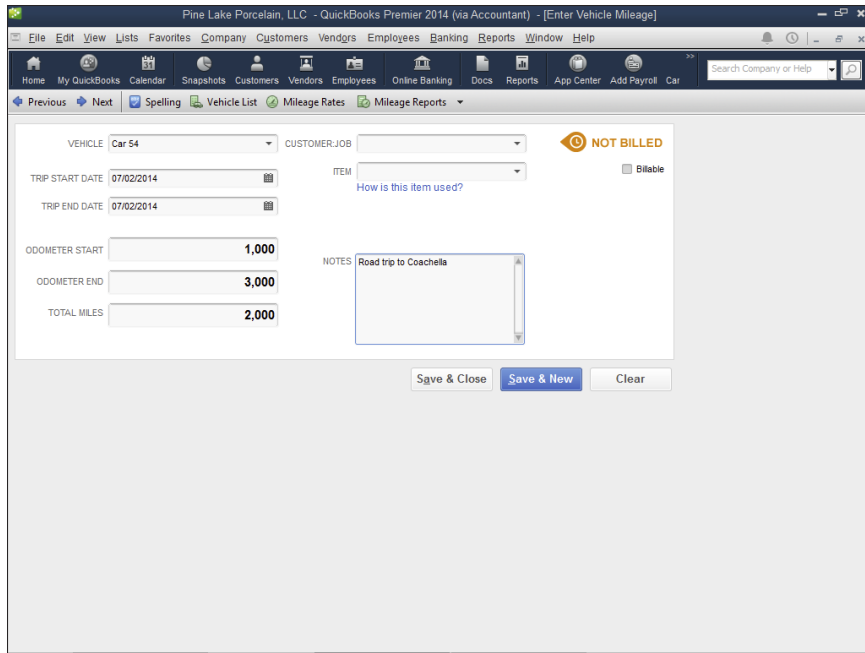 Pine Lake Porcelain, LLC - QuickBooks Premier 2014 (via Accountant) - [Enter Vehicle Mileage]
File Edit View Lists Favorites Company Customers Vendors Employees Banking Reports Window Help
31
Home My QuickBooks Calendar Snapshots Customers Vendors Employees Online Banking Docs Reports App Center Add Payroll Car
Search Company or Help
Previous Next Spelling Vehicle List Mileage Rates Mileage Reports
VEHICLE Car 54 CUSTOMER:JOB NOT BILLED
TRIP START DATE 07/02/2014 ITEM Billable
How is this item used?
TRIP END DATE 07/02/2014
ODOMETER START 1,000
NOTES Road trip to Coachella
ODOMETER END 3,000
TOTAL MILES 2,000
Save & Close Save & New Clear